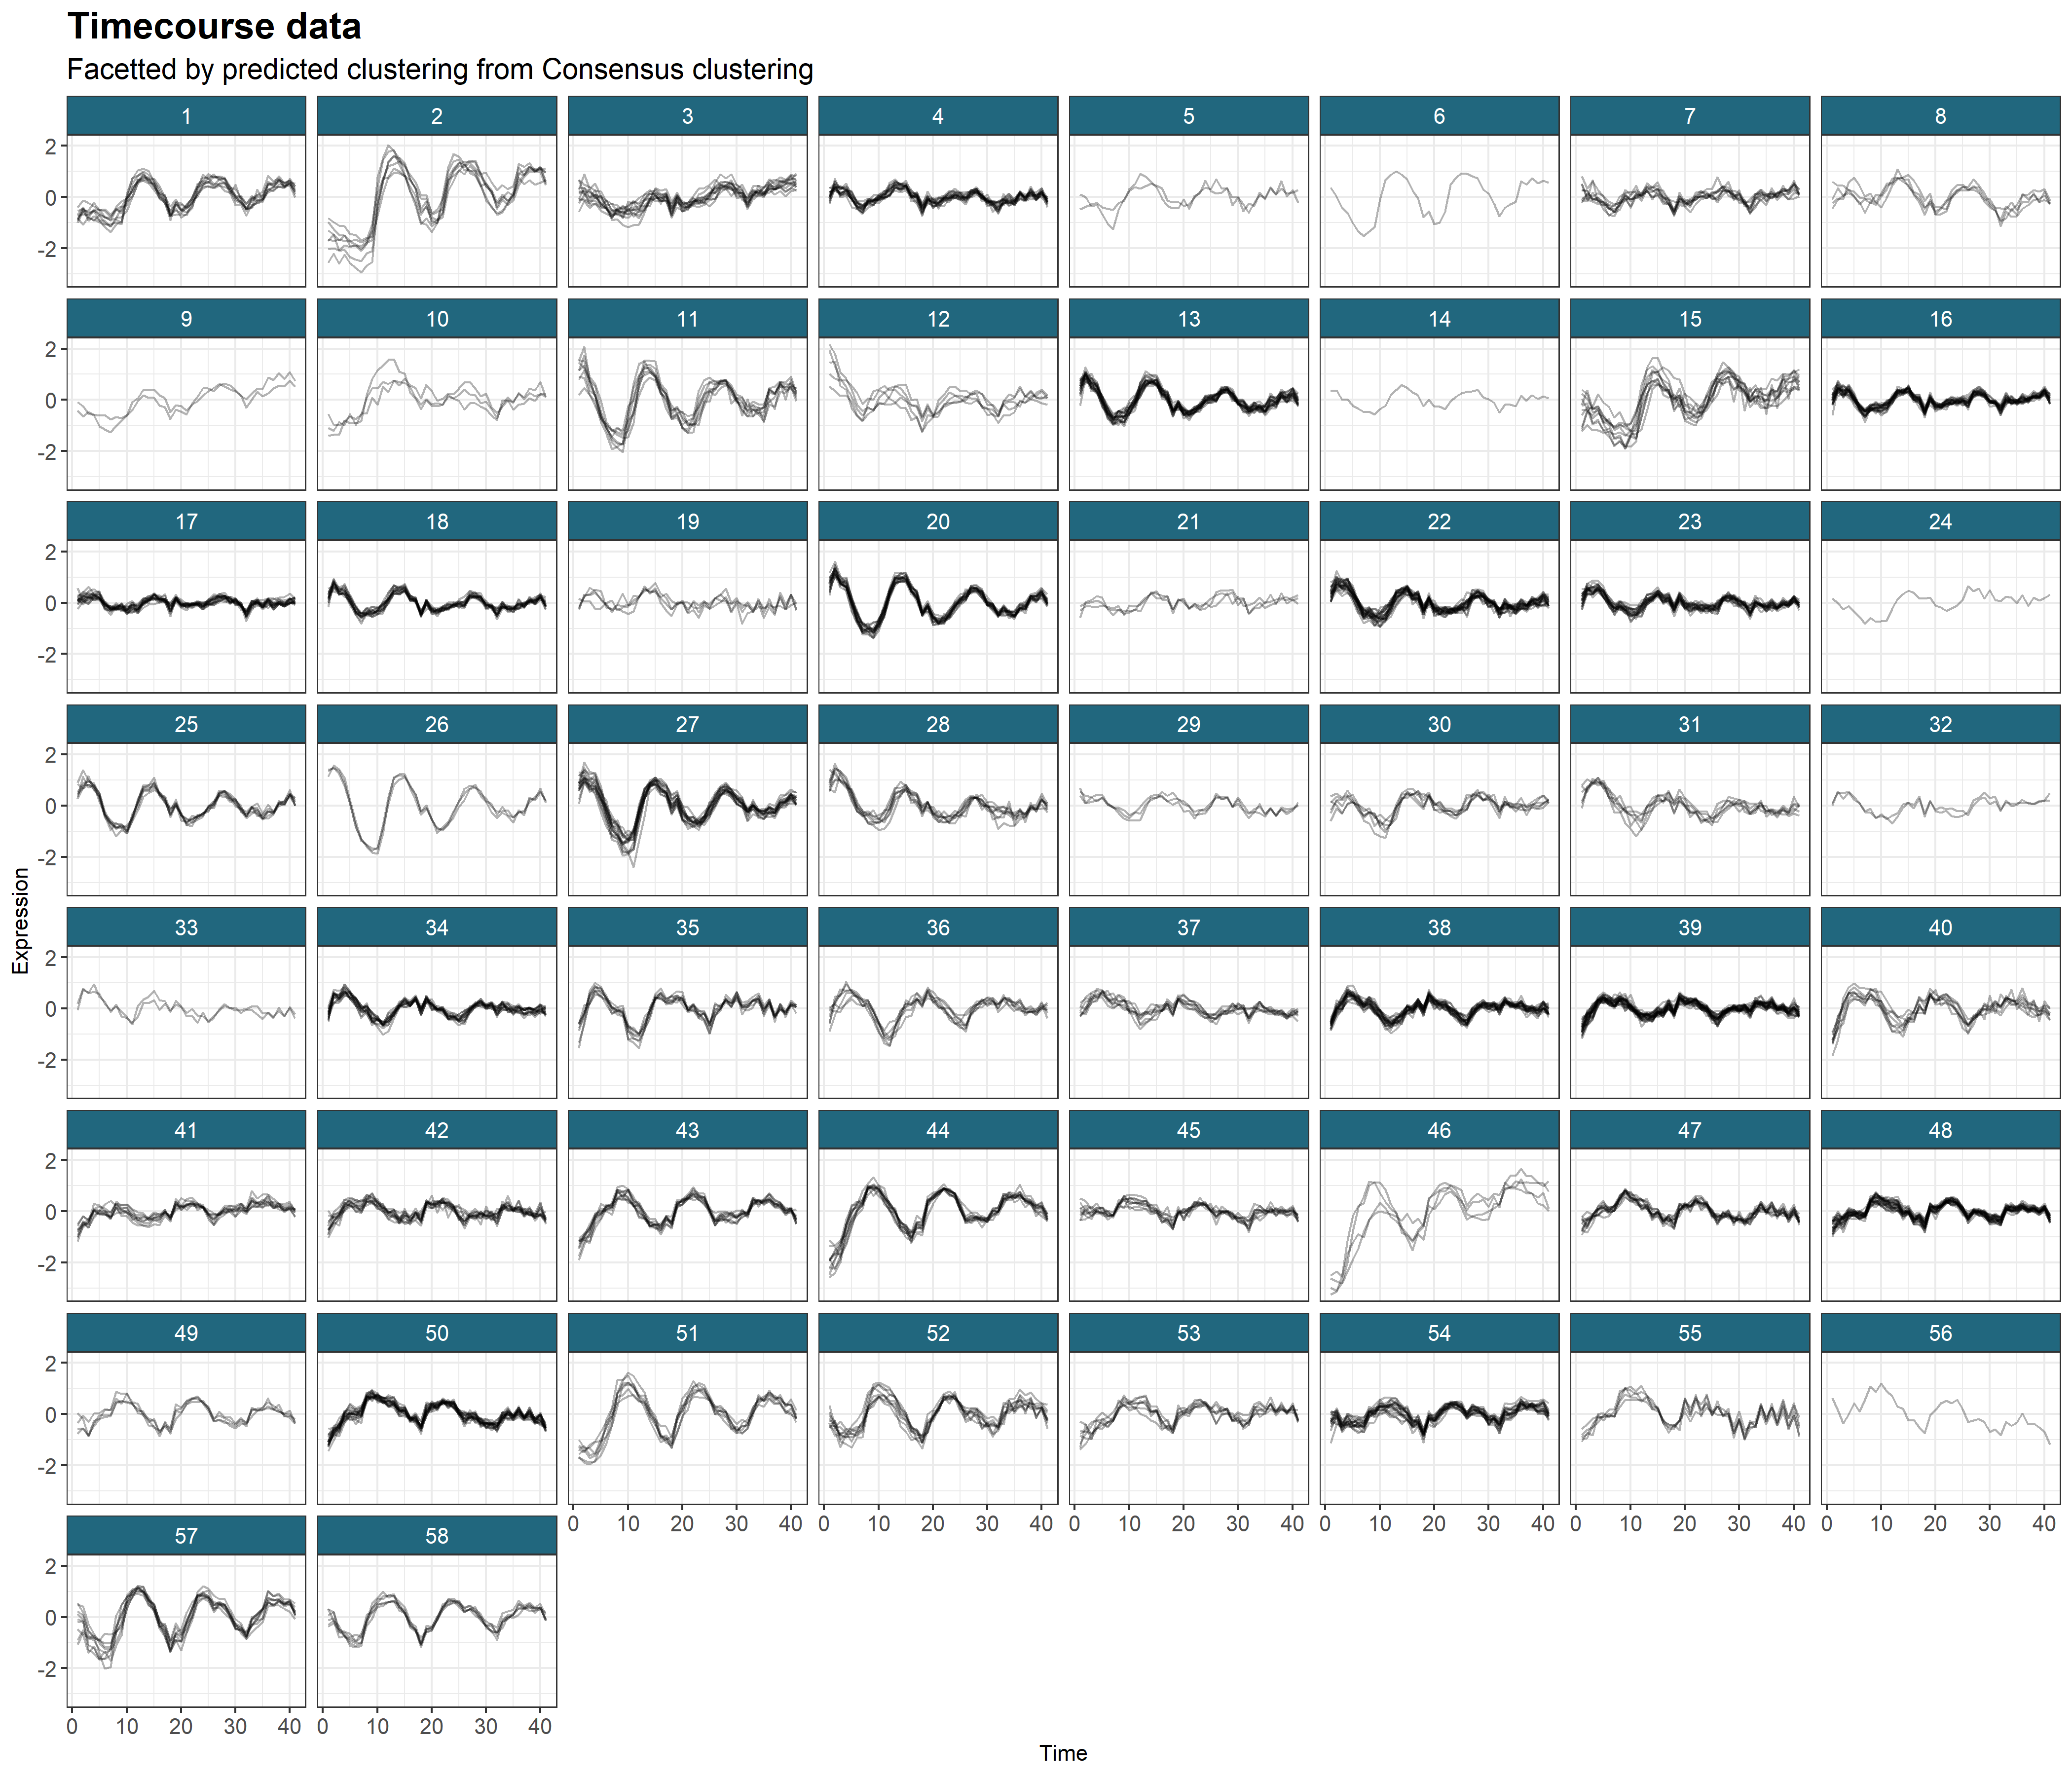 Timecourse data
Facetted by predicted clustering from Consensus clustering
1 2 3 4 5 6 7 8
2
0
-2
9 10 11 12 13 14 15 16
2
0
-2
17 18 19 20 21 22 23 24
2
0
-2
25 26 27 28 29 30 31 32
2
0
-2
Expression
33 34 35 36 37 38 39 40
2
0
-2
41 42 43 44 45 46 47 48
2
0
-2
49 50 51 52 53 54 55 56
2
0
-2
0 10 20 30 40 0 10 20 30 40 0 10 20 30 40 0 10 20 30 40 0 10 20 30 40 0 10 20 30 40
57 58
2
0
-2
0 10 20 30 40 0 10 20 30 40
Time